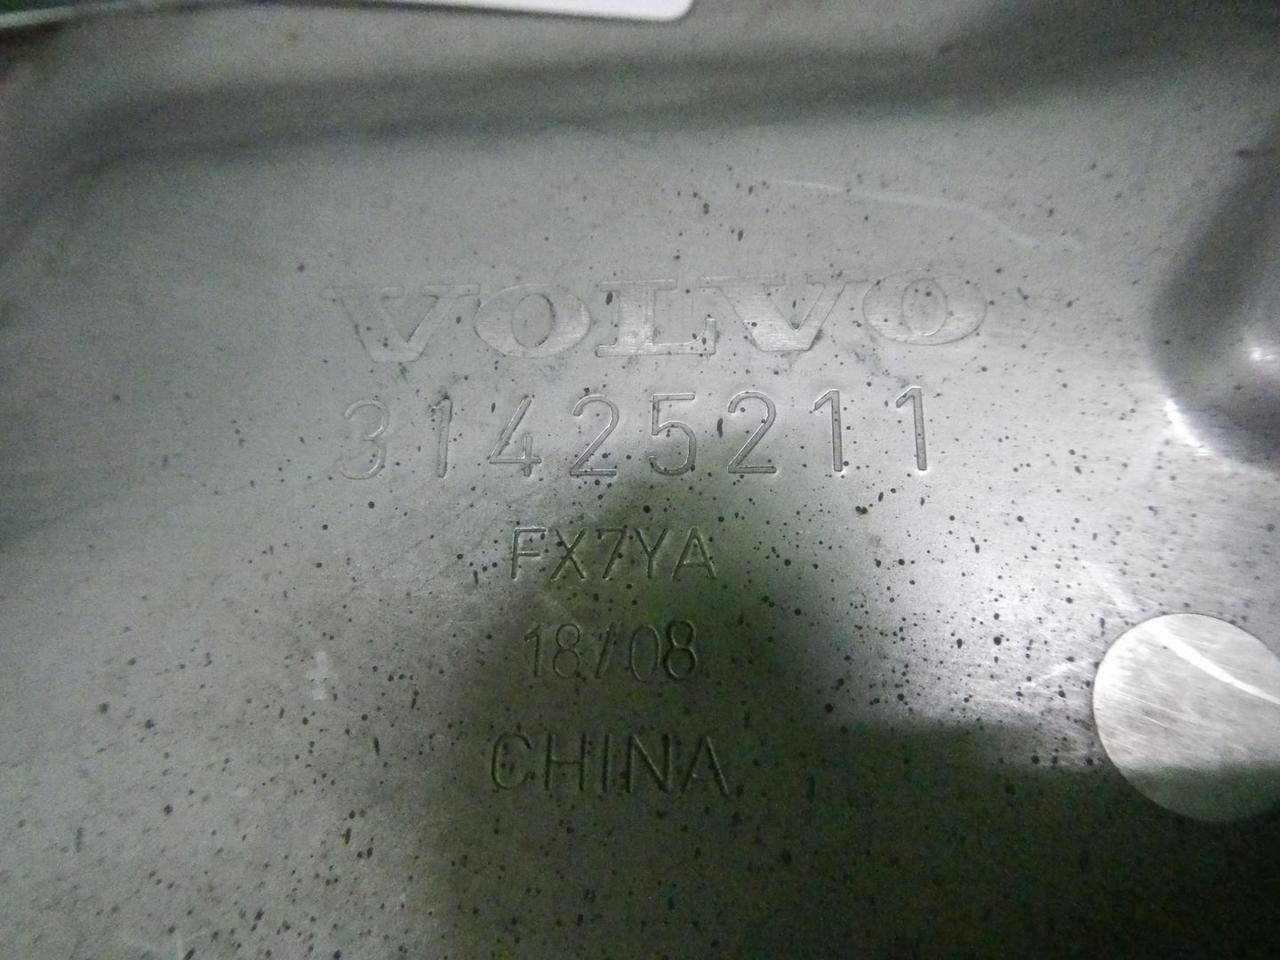 VOLVO
31425211
FX7YA
18/08
CHINA